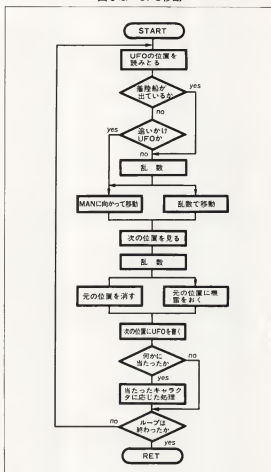 START
UFOの位置を
読みとる
着陸船が
出ているか
yes
no
追いかけ
UFOか
yes
no
乱数
MANに向かって移動
乱数で移動
次の位置を見る
乱数
元の位置を消す
元の位置に機
雷をおく
次の位置にUFOを書く
何かに
当たったか
no
yes
当たったキャラク
タに応じた処理
ループは
終わったか
no
yes
RET